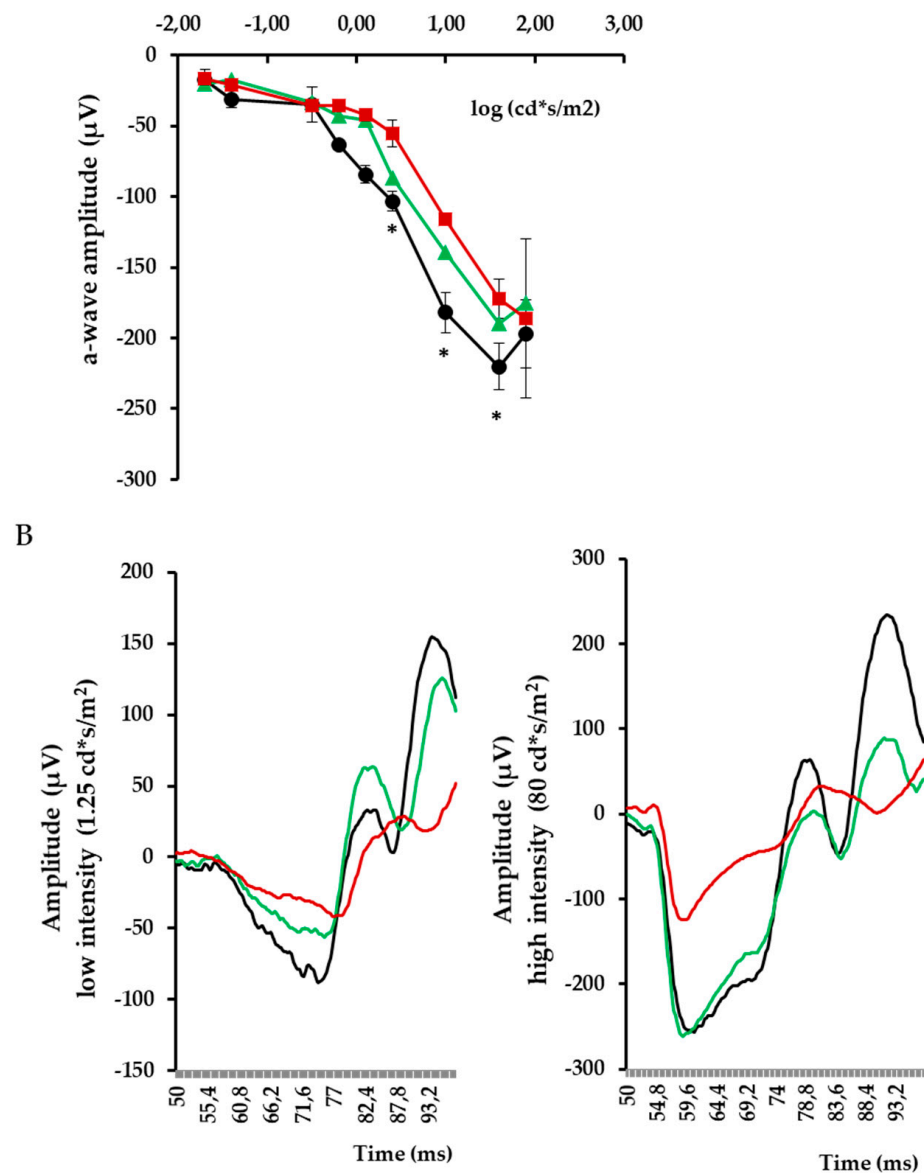 -2,00 -1,00 0,00 1,00 2,00 3,00
0
-50
-100
-150
-200
-250
-300
a-wave amplitude (µV)
log (cd*s/m2)
*
*
*
B
200
150
100
50
0
-50
-100
-150
Amplitude (µV)
low intensity (1.25 cd*s/m²)
50 55,4 60,8 66,2 71,6 77 82,4 87,8 93,2
Time (ms)
300
200
100
0
-100
-200
-300
Amplitude (µV)
high intensity (80 cd*s/m²)
50 54,8 59,6 64,4 69,2 74 78,8 83,6 88,4 93,2
Time (ms)